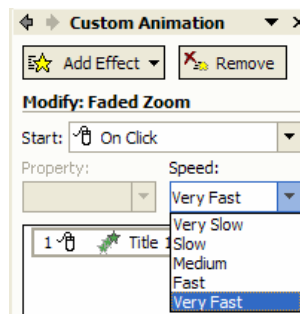 Custom Animation
Add Effect Remove
Modify: Faded Zoom
Start: On Click
Property: Speed:
Very Fast
Very Slow
1 Title 1 Slow
Medium
Fast
Very Fast